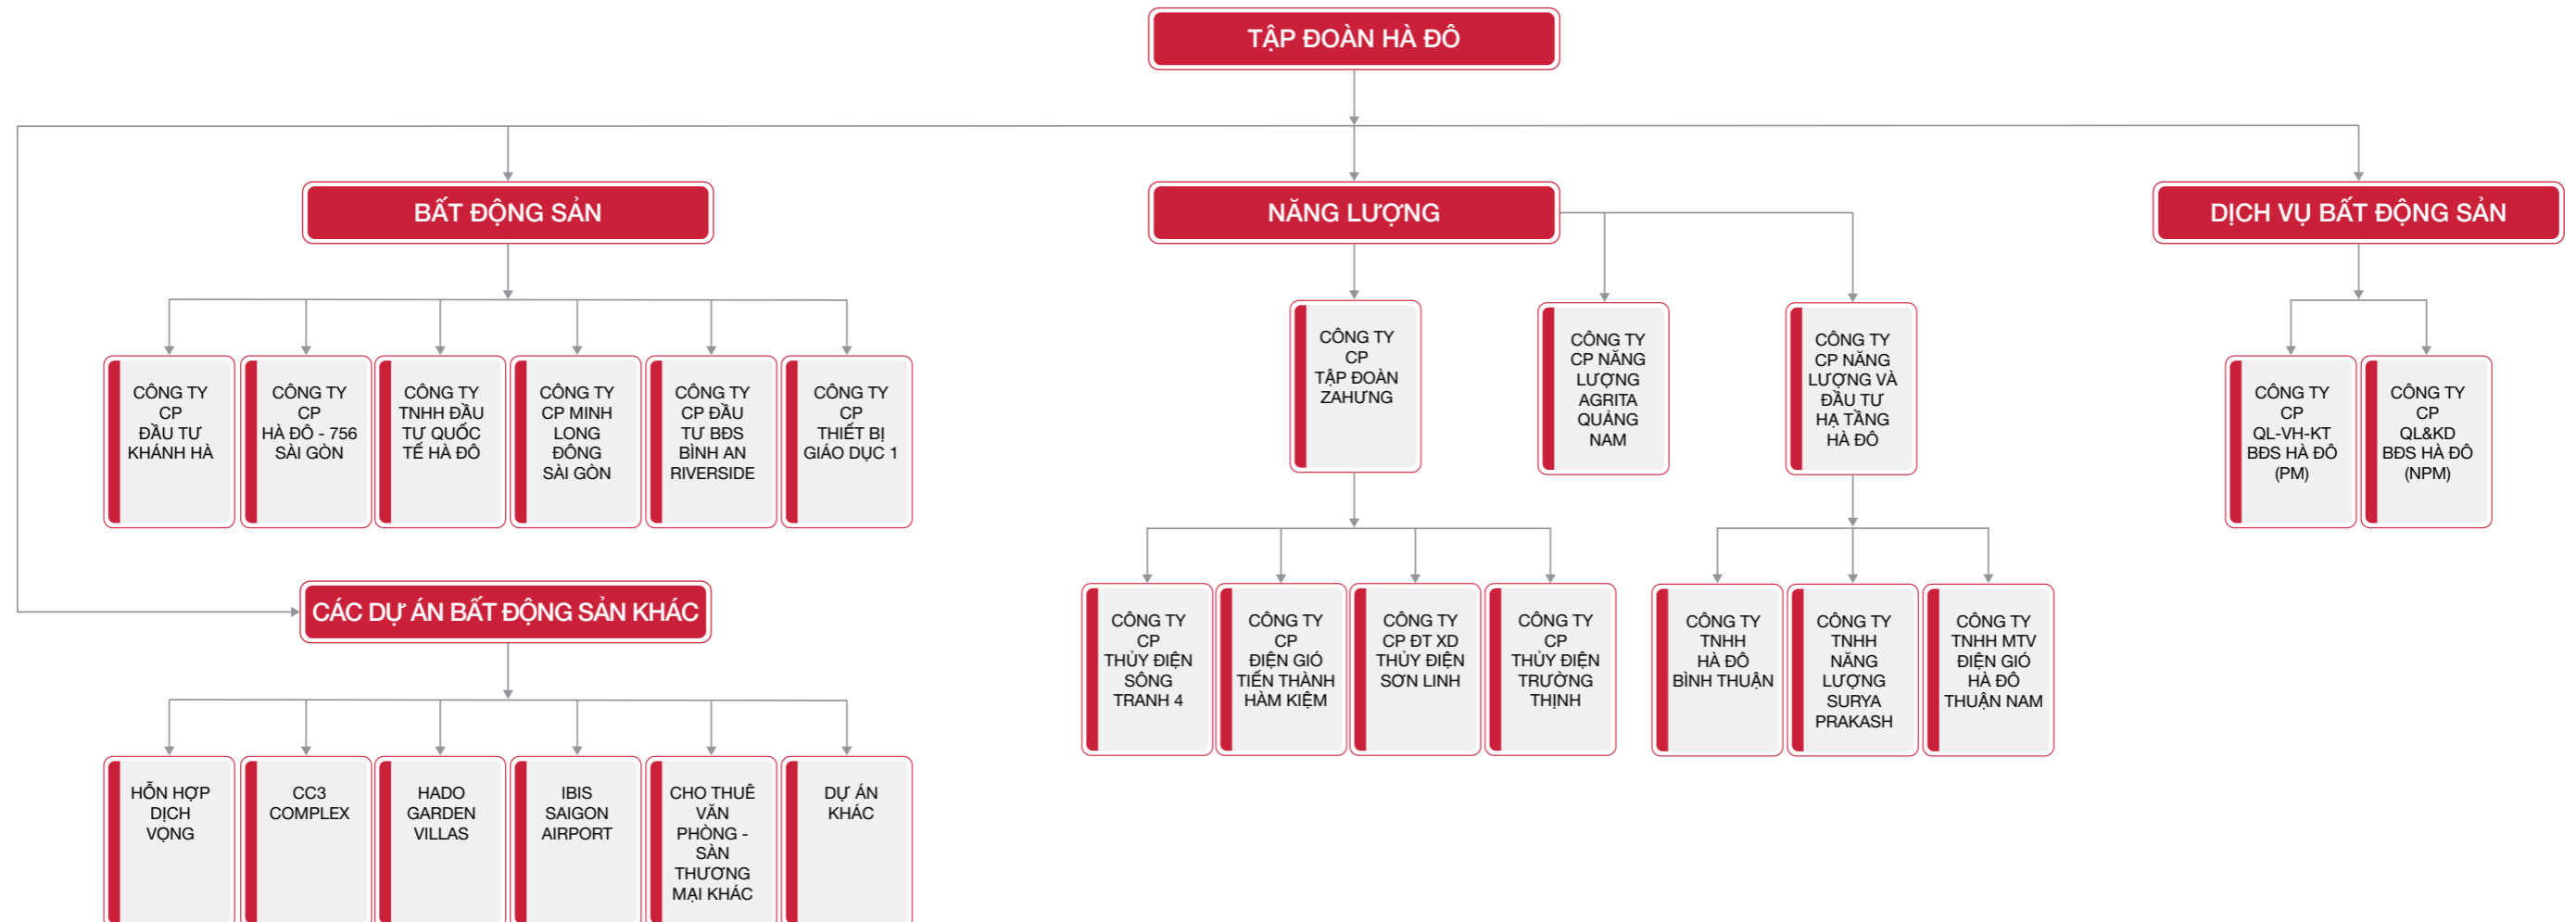 TẬP ĐOÀN HÀ ĐÔ
BẤT ĐỘNG SẢN
NĂNG LƯỢNG
DỊCH VỤ BẤT ĐỘNG SẢN
CÔNG TY
CP
ĐẦU TƯ
KHÁNH HÀ
CÔNG TY
CP
HÀ ĐÔ - 756
SÀI GÒN
CÔNG TY
TNHH ĐẦU
TƯ QUỐC
TẾ HÀ ĐÔ
CÔNG TY
CP MINH
LONG
ĐÔNG
SÀI GÒN
CÔNG TY
CP ĐẦU
TƯ BĐS
BÌNH AN
RIVERSIDE
CÔNG TY
CP
THIẾT BỊ
GIÁO DỤC 1
CÔNG TY
CP
TẬP ĐOÀN
ZAHƯNG
CÔNG TY
CP NĂNG
LƯỢNG
AGRITA
QUẢNG
NAM
CÔNG TY
CP NĂNG
LƯỢNG VÀ
ĐẦU TƯ
HẠ TẦNG
HÀ ĐÔ
CÔNG TY
CP
QL-VH-KT
BĐS HÀ ĐÔ
(PM)
CÔNG TY
CP
QL&KD
BĐS HÀ ĐÔ
(NPM)
CÁC DỰ ÁN BẤT ĐỘNG SẢN KHÁC
CÔNG TY
CP
THỦY ĐIỆN
SÔNG
TRANH 4
CÔNG TY
CP
ĐIỆN GIÓ
TIẾN THÀNH
HÀM KIỆM
CÔNG TY
CP ĐT XD
THỦY ĐIỆN
SƠN LINH
CÔNG TY
CP
THỦY ĐIỆN
TRƯỜNG
THỊNH
CÔNG TY
TNHH
HÀ ĐÔ
BÌNH THUẬN
CÔNG TY
TNHH
NĂNG
LƯỢNG
SURYA
PRAKASH
CÔNG TY
TNHH MTV
ĐIỆN GIÓ
HÀ ĐÔ
THUẬN NAM
HỖN HỢP
DỊCH
VỌNG
CC3
COMPLEX
HADO
GARDEN
VILLAS
IBIS
SAIGON
AIRPORT
CHO THUÊ
VĂN
PHÒNG -
SÀN
THƯƠNG
MẠI KHÁC
DỰ ÁN
KHÁC